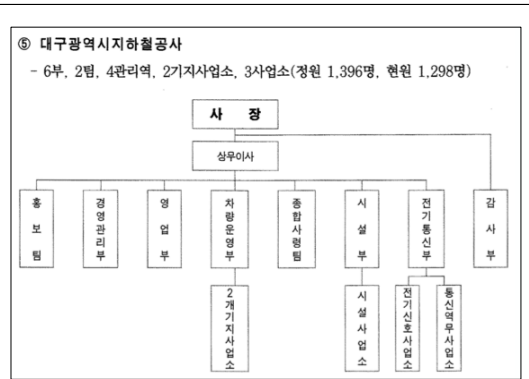 ⑤ 대구광역시지하철공사
- 6부, 2팀, 4관리역, 2기지사업소, 3사업소(정원 1,396명, 현원 1,298명)
사 장
상무이사
홍보팀
경영관리부
영업부
차량운영부
종합사령팀
시설부
전기통신부
감사부
2개기지사업소
시설사업소
전기신호사업소
통신역무사업소